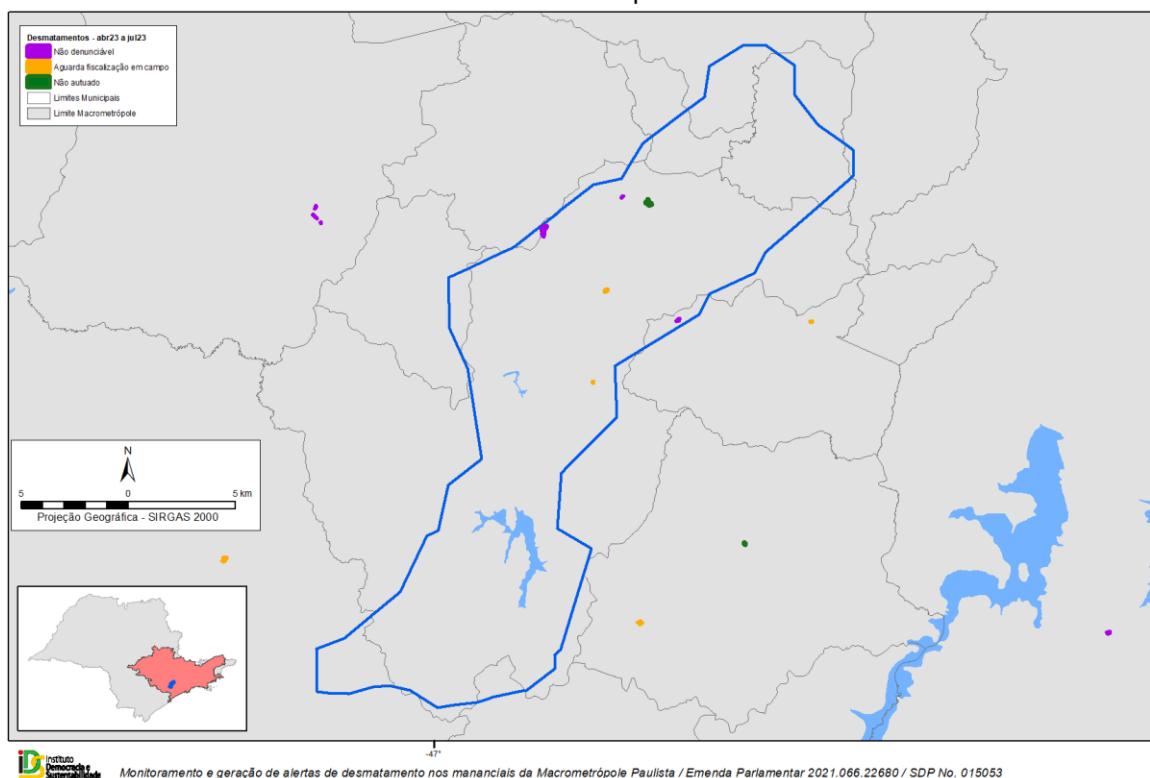 Desmatamentos - abr23 a jul23
Não denunciável
Aguarda fiscalização em campo
Não autuado
Limites Municipais
Limite Macrometrópole
N
5 0 5 km
Projeção Geográfica - SIRGAS 2000
-47°
iDS Instituto
Democracia e
Sustentabilidade
Monitoramento e geração de alertas de desmatamento nos mananciais da Macrometrópole Paulista / Emenda Parlamentar 2021.066.22680 / SDP No. 015053